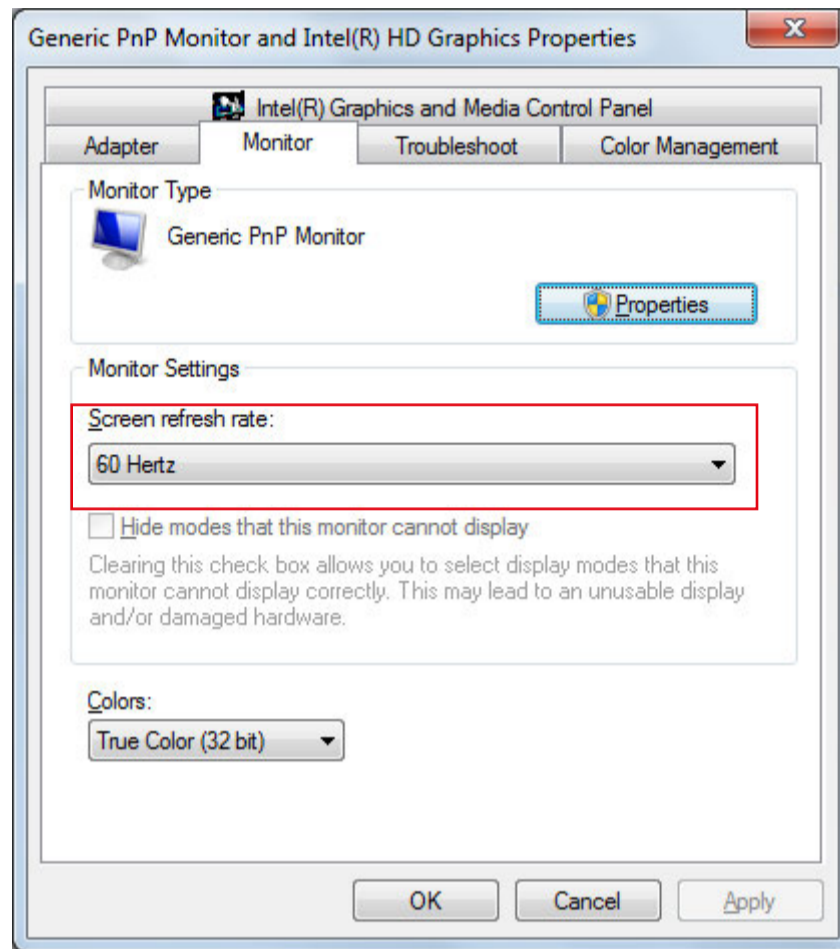 Generic PnP Monitor and Intel(R) HD Graphics Properties
Intel(R) Graphics and Media Control Panel
Adapter
Monitor
Troubleshoot
Color Management
Monitor Type
Generic PnP Monitor
Properties
Monitor Settings
Screen refresh rate:
60 Hertz
Hide modes that this monitor cannot display
Clearing this check box allows you to select display modes that this
monitor cannot display correctly. This may lead to an unusable display
and/or damaged hardware.
Colors:
True Color (32 bit)
OK
Cancel
Apply